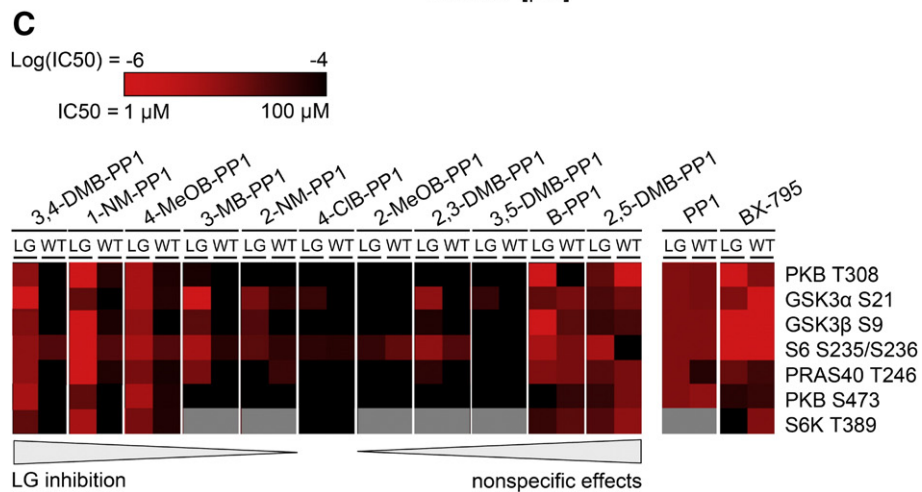 C
Log(IC50) = -6 -4
IC50 = 1 μM 100 μM
3,4-DMB-PP1 1-NM-PP1 4-MeOB-PP1 3-MB-PP1 2-NM-PP1 4-ClB-PP1 2-MeOB-PP1 2,3-DMB-PP1 3,5-DMB-PP1 B-PP1 2,5-DMB-PP1 PP1 BX-795
LG WT LG WT LG WT LG WT LG WT LG WT LG WT LG WT LG WT LG WT LG WT LG WT LG WT
PKB T308
GSK3α S21
GSK3β S9
S6 S235/S236
PRAS40 T246
PKB S473
S6K T389
LG inhibition nonspecific effects